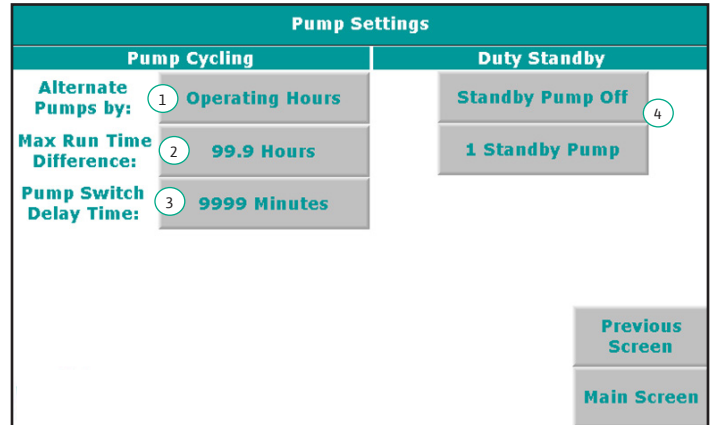 Pump Settings
Pump Cycling
Duty Standby
Alternate
Pumps by:
1
Operating Hours
Standby Pump Off
4
Max Run Time
Difference:
2
99.9 Hours
1 Standby Pump
Pump Switch
Delay Time:
3
9999 Minutes
Previous
Screen
Main Screen